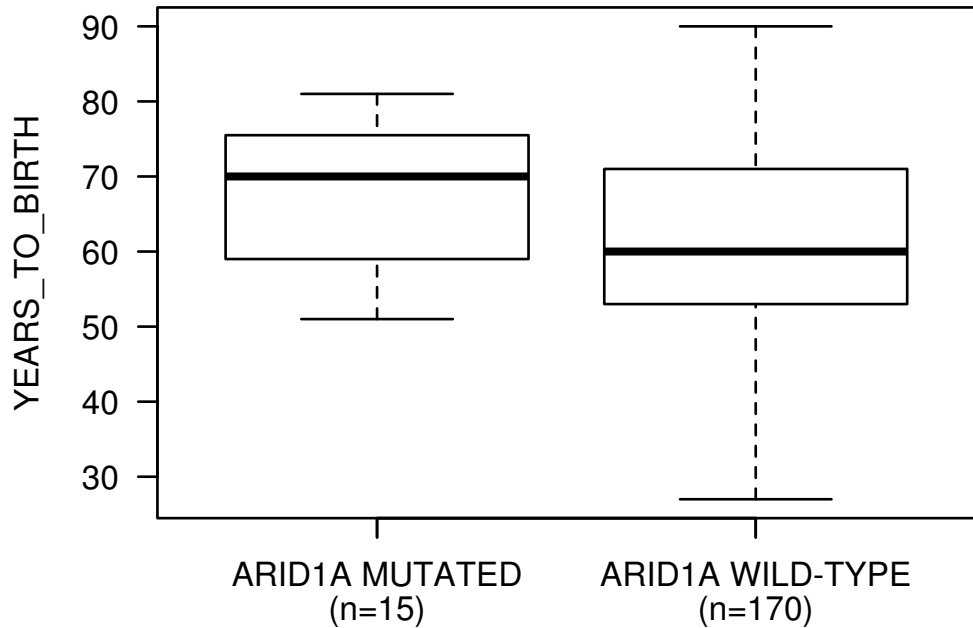 YEARS_TO_BIRTH
90
80
70
60
50
40
30
ARID1A MUTATED
(n=15)
ARID1A WILD-TYPE
(n=170)